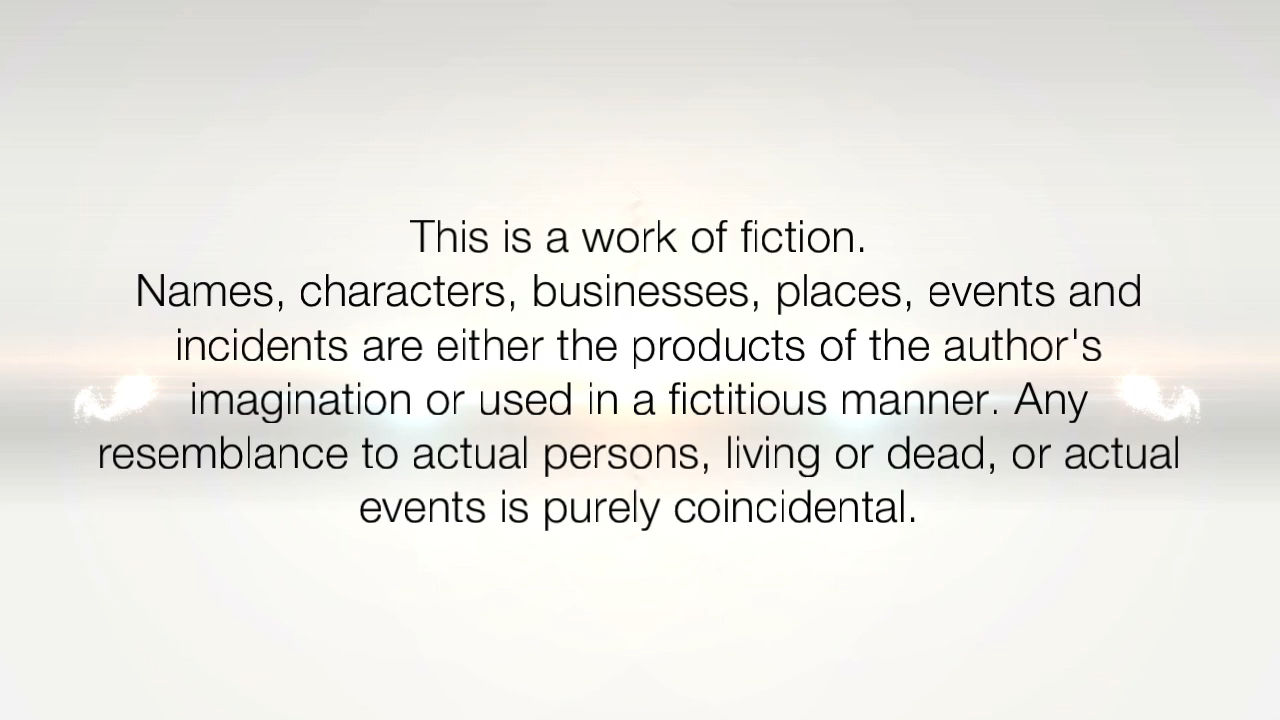 This is a work of fiction.
Names, characters, businesses, places, events and
incidents are either the products of the author's
imagination or used in a fictitious manner. Any
resemblance to actual persons, living or dead, or actual
events is purely coincidental.